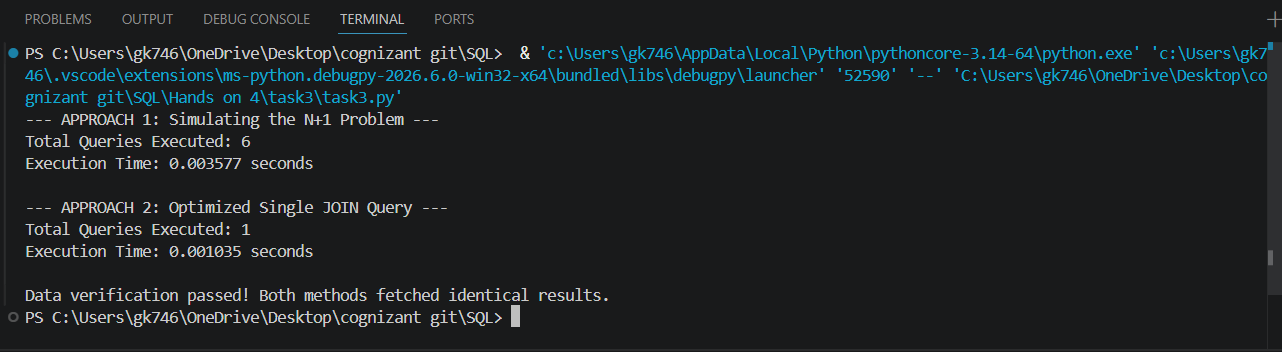 PROBLEMS OUTPUT DEBUG CONSOLE TERMINAL PORTS
PS C:\Users\gk746\OneDrive\Desktop\cognizant git\SQL>  & 'c:\Users\gk746\AppData\Local\Python\pythoncore-3.14-64\python.exe' 'c:\Users\gk7
46\.vscode\extensions\ms-python.debugpy-2026.6.0-win32-x64\bundled\libs\debugpy\launcher' '52590' '--' 'C:\Users\gk746\OneDrive\Desktop\co
gnizant git\SQL\Hands on 4\task3\task3.py'
--- APPROACH 1: Simulating the N+1 Problem ---
Total Queries Executed: 6
Execution Time: 0.003577 seconds
--- APPROACH 2: Optimized Single JOIN Query ---
Total Queries Executed: 1
Execution Time: 0.001035 seconds
Data verification passed! Both methods fetched identical results.
PS C:\Users\gk746\OneDrive\Desktop\cognizant git\SQL>